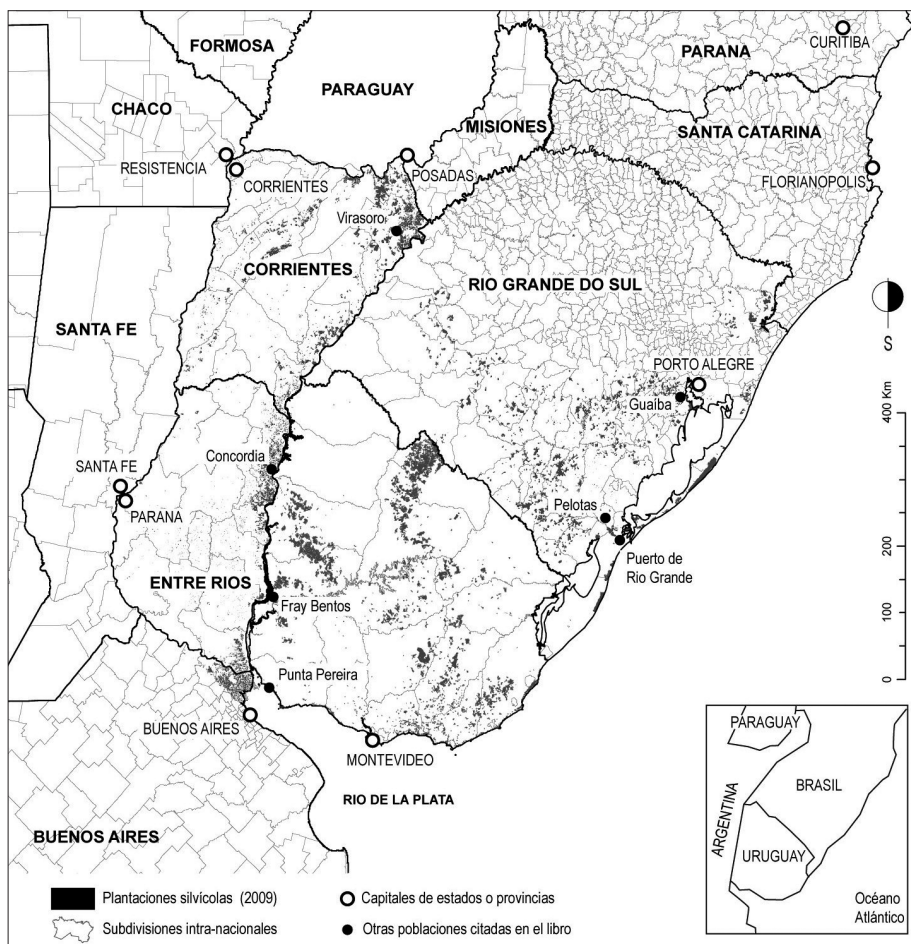 FORMOSA
PARANA
CURITIBA
CHACO
PARAGUAY
MISIONES
SANTA CATARINA
RESISTENCIA
CORRIENTES
POSADAS
FLORIANOPOLIS
Virasoro
CORRIENTES
RIO GRANDE DO SUL
SANTA FE
S
PORTO ALEGRE
Guaiba
400 Km
Concordia
SANTA FE
PARANA
Pelotas
200
Puerto de
Rio Grande
ENTRE RIOS
Fray Bentos
100
Punta Pereira
0
BUENOS AIRES
MONTEVIDEO
RIO DE LA PLATA
BUENOS AIRES
PARAGUAY
BRASIL
ARGENTINA
URUGUAY
Océano
Atlántico
Plantaciones silvícolas (2009)
Capitales de estados o provincias
Subdivisiones intra-nacionales
Otras poblaciones citadas en el libro